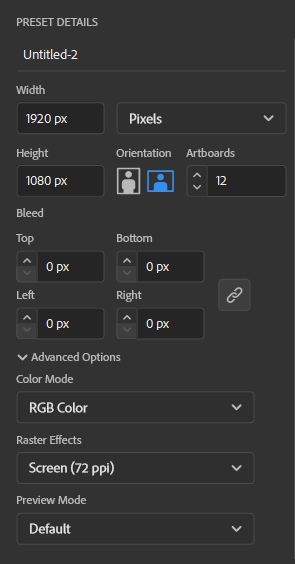 PRESET DETAILS
Untitled-2
Width
1920 px Pixels
Height Orientation Artboards
1080 px 12
Bleed
Top Bottom
0 px 0 px
Left Right
0 px 0 px
Advanced Options
Color Mode
RGB Color
Raster Effects
Screen (72 ppi)
Preview Mode
Default